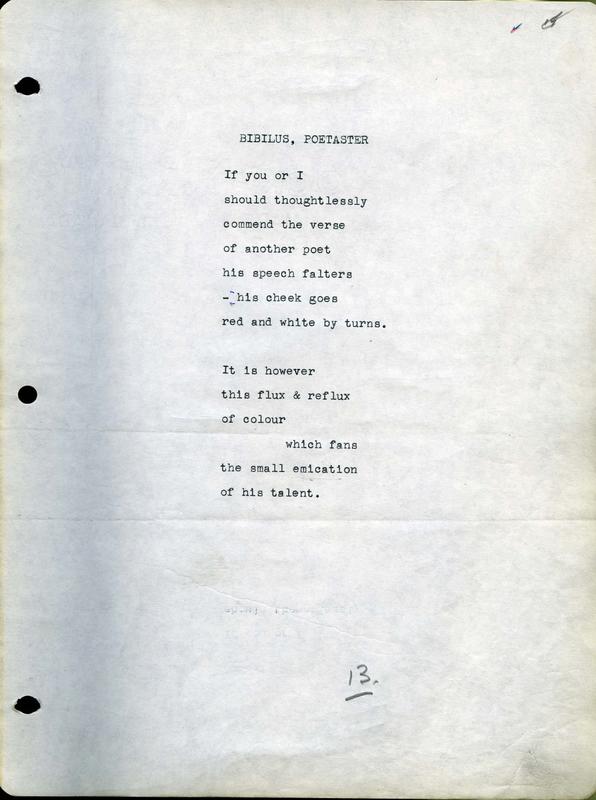 BIBILUS, POETASTER
If you or I
should thoughtlessly
commend the verse
of another poet
his speech falters
- his cheek goes
red and white by turns.
It is however
this flux & reflux
of colour
which fans
the small emication
of his talent.
13.